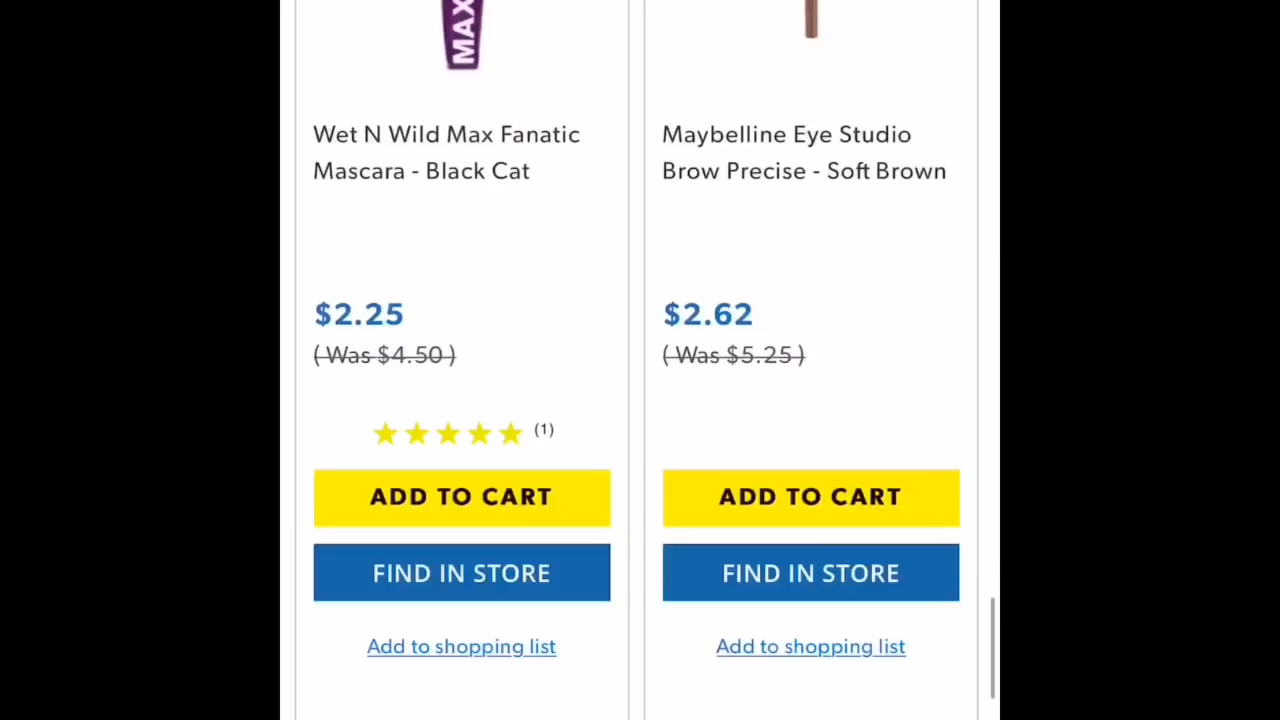 MAX
Wet N Wild Max Fanatic
Mascara - Black Cat
$2.25
( Was $4.50 )
(1)
ADD TO CART
FIND IN STORE
Add to shopping list
Maybelline Eye Studio
Brow Precise - Soft Brown
$2.62
( Was $5.25 )
ADD TO CART
FIND IN STORE
Add to shopping list